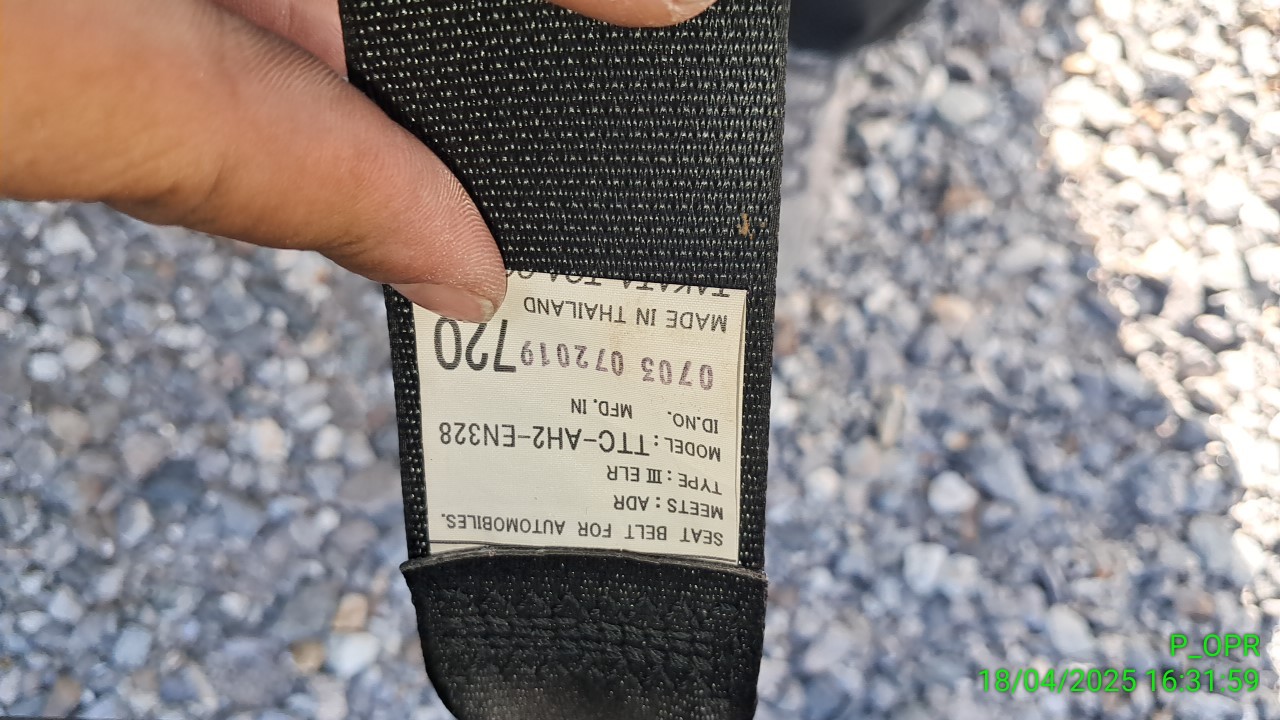 SEAT BELT FOR AUTOMOBILES.
MEETS : ADR
TYPE : III ELR
MODEL : TTC-AH2-EN328
ID.NO. MFD. IN
0703 072019 720
MADE IN THAILAND
TAKATA
P_OPR
18/04/2025 16:31:59